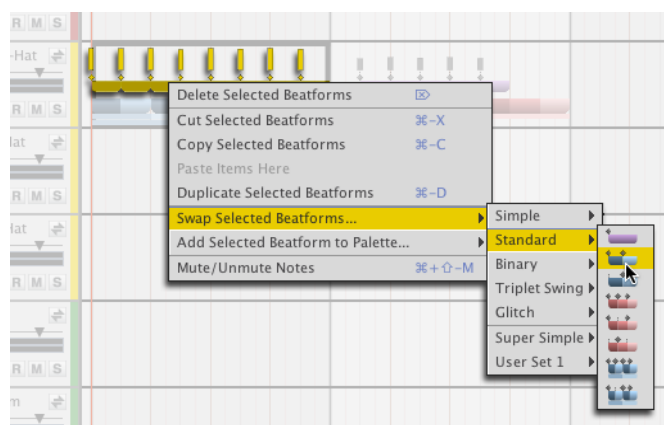 R M S
-Hat
R M S
Hat
R M S
Hat
R M S
R M S
m
Delete Selected Beatforms ⌦
Cut Selected Beatforms ⌘-X
Copy Selected Beatforms ⌘-C
Paste Items Here
Duplicate Selected Beatforms ⌘-D
Swap Selected Beatforms...
Add Selected Beatform to Palette...
Mute/Unmute Notes ⌘+⇧-M
Simple
Standard
Binary
Triplet Swing
Glitch
Super Simple
User Set 1